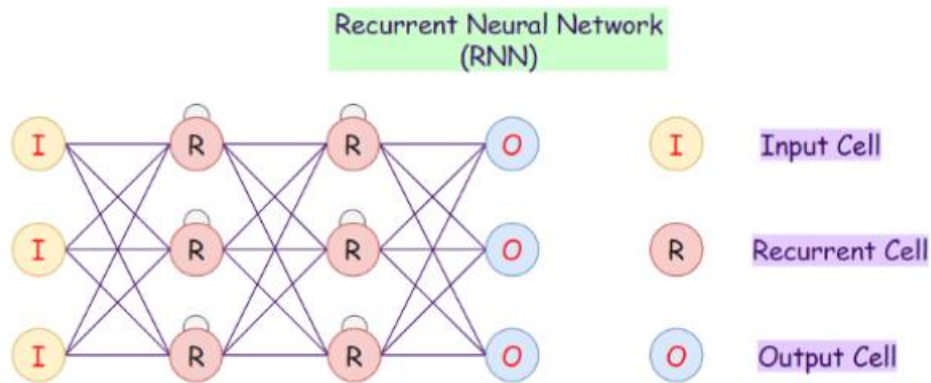 Recurrent Neural Network
(RNN)
I R R O I Input Cell
I R R O R Recurrent Cell
I R R O O Output Cell